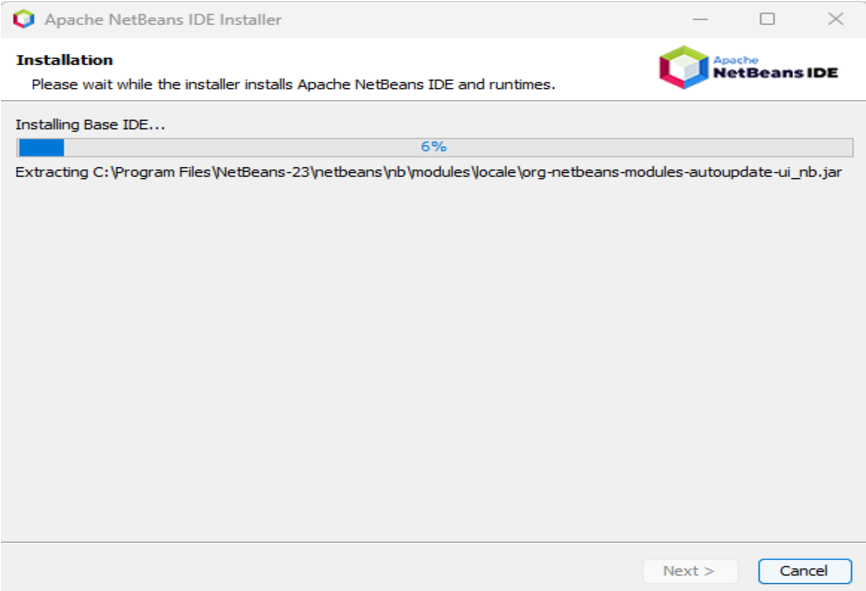 Apache NetBeans IDE Installer
Installation
Please wait while the installer installs Apache NetBeans IDE and runtimes.
Apache
NetBeans IDE
Installing Base IDE...
6%
Extracting C:\Program Files\NetBeans-23\netbeans\nb\modules\locale\org-netbeans-modules-autoupdate-ui_nb.jar
Next >
Cancel